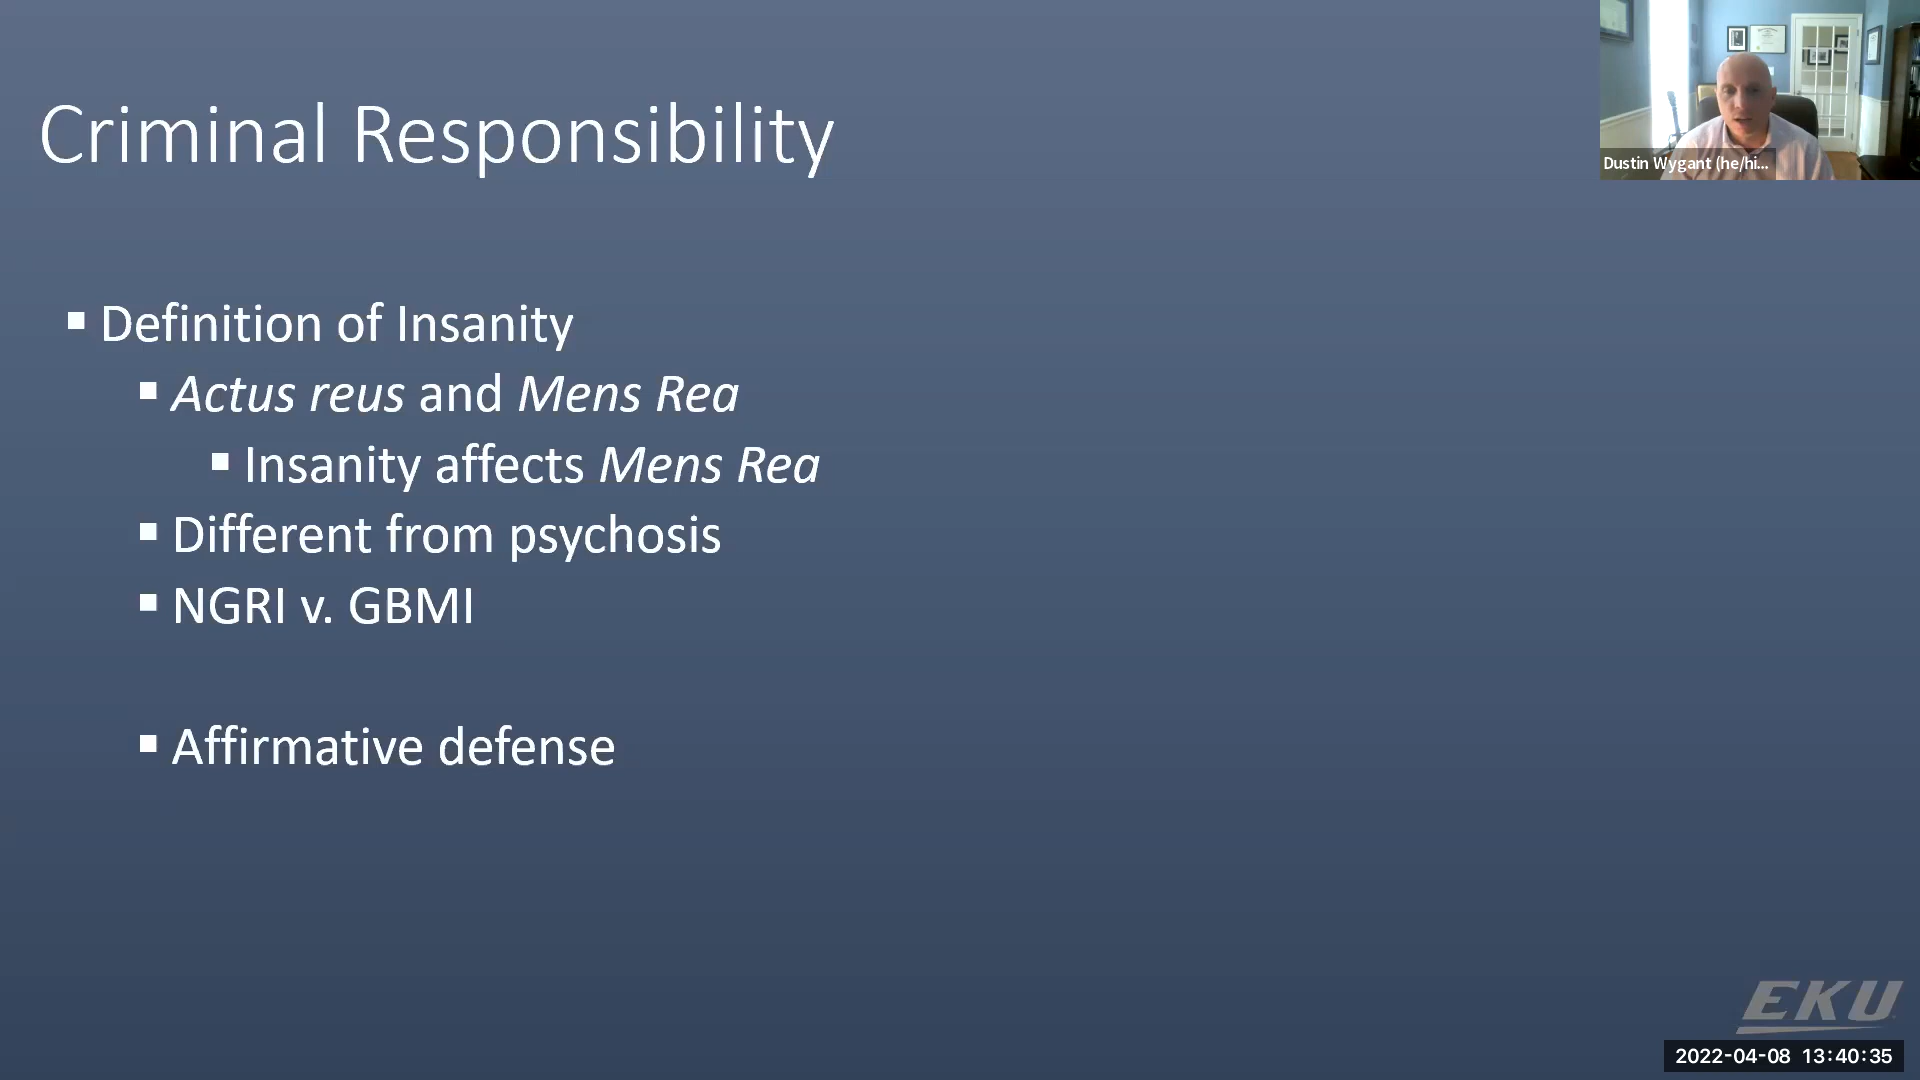 Criminal Responsibility
Dustin Wygant (he/hi...
Definition of Insanity
Actus reus and Mens Rea
Insanity affects Mens Rea
Different from psychosis
NGRI v. GBMI
Affirmative defense
EKU
2022-04-08 13:40:35